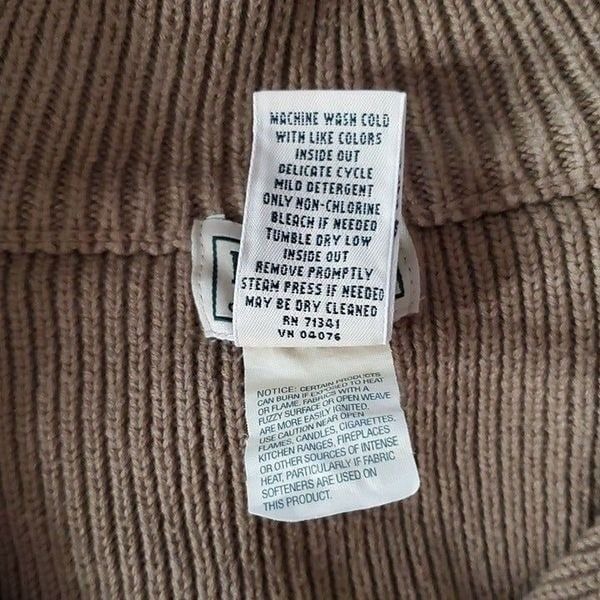 MACHINE WASH COLD
WITH LIKE COLORS
INSIDE OUT
DELICATE CYCLE
MILD DETERGENT
ONLY NON-CHLORINE
BLEACH IF NEEDED
TUMBLE DRY LOW
INSIDE OUT
REMOVE PROMPTLY
STEAM PRESS IF NEEDED
MAY BE DRY CLEANED
RN 71341
VN 04076
NOTICE: CERTAIN PRODUCTS
CAN BURN IF EXPOSED TO HEAT
OR FLAME. FABRICS WITH A
FUZZY SURFACE OR OPEN WEAVE
ARE MORE EASILY IGNITED.
USE CAUTION NEAR OPEN
FLAMES, CANDLES, CIGARETTES,
KITCHEN RANGES, FIREPLACES
OR OTHER SOURCES OF INTENSE
HEAT, PARTICULARLY IF FABRIC
SOFTENERS ARE USED ON
THIS PRODUCT.